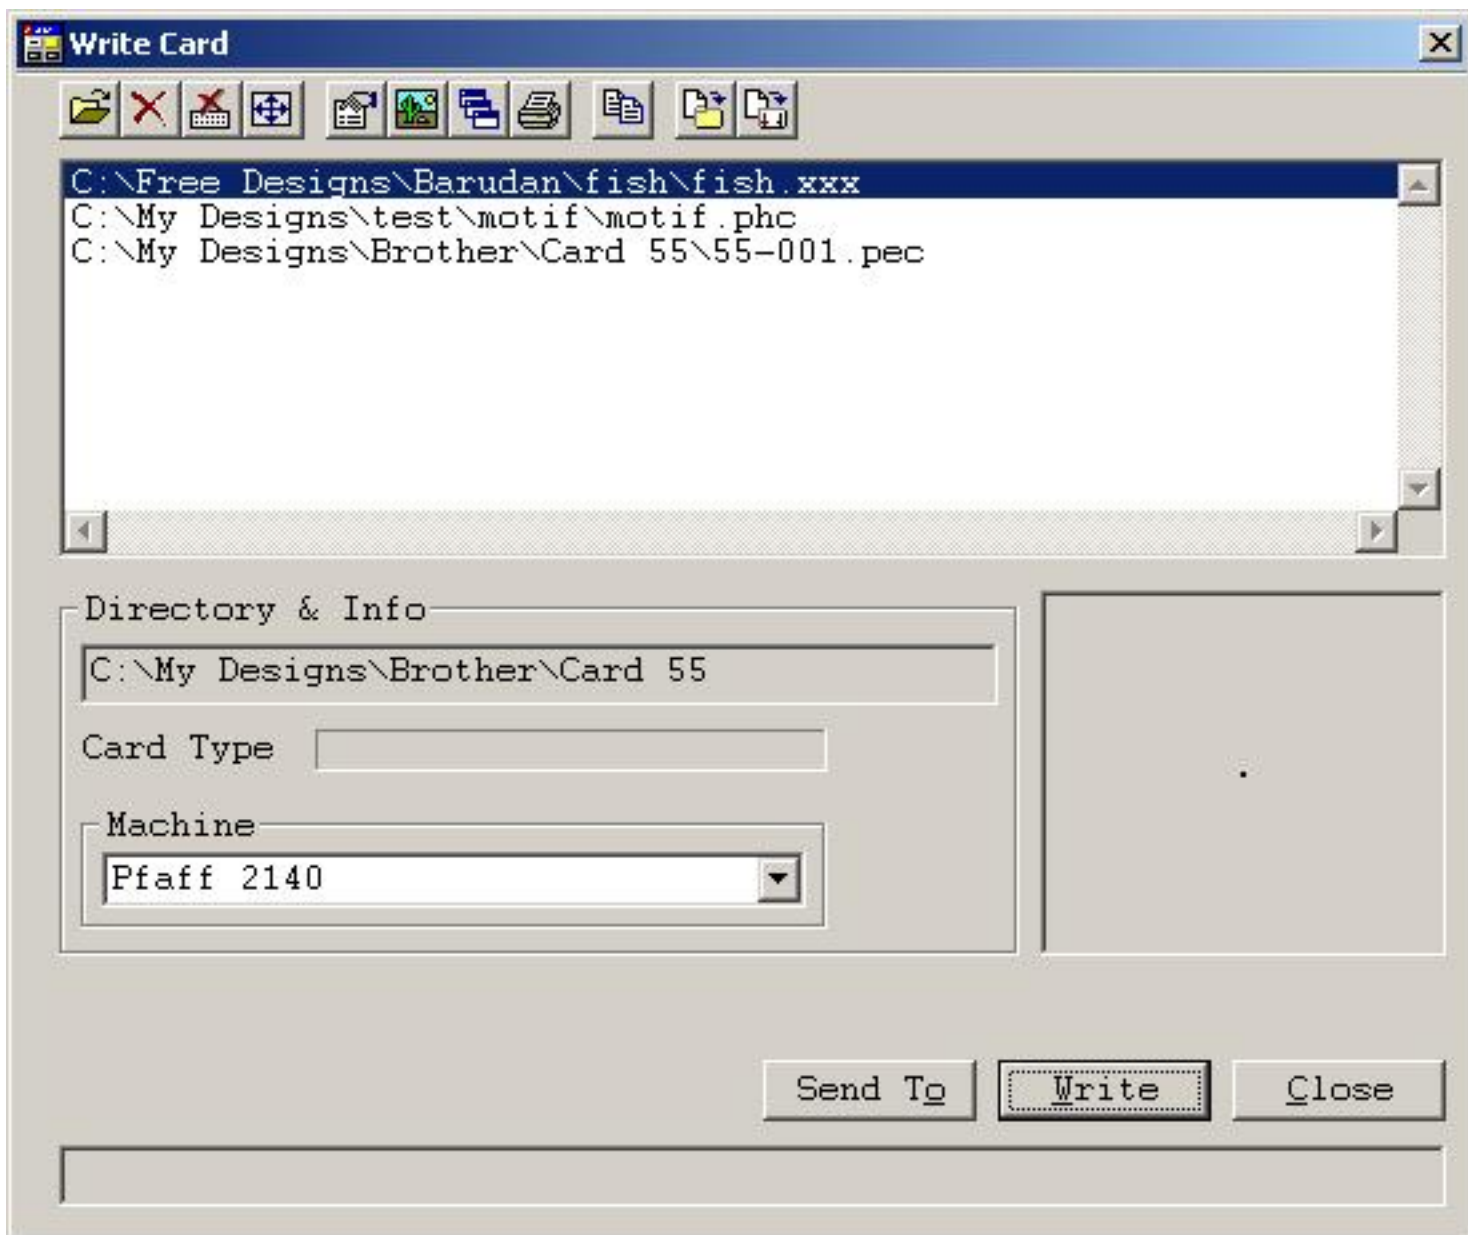 Write Card
C:\Free Designs\Barudan\fish\fish.xxx
C:\My Designs\test\motif\motif.phc
C:\My Designs\Brother\Card 55\55-001.pec
Directory & Info
C:\My Designs\Brother\Card 55
Card Type
Machine
Pfaff 2140
Send To
Write
Close